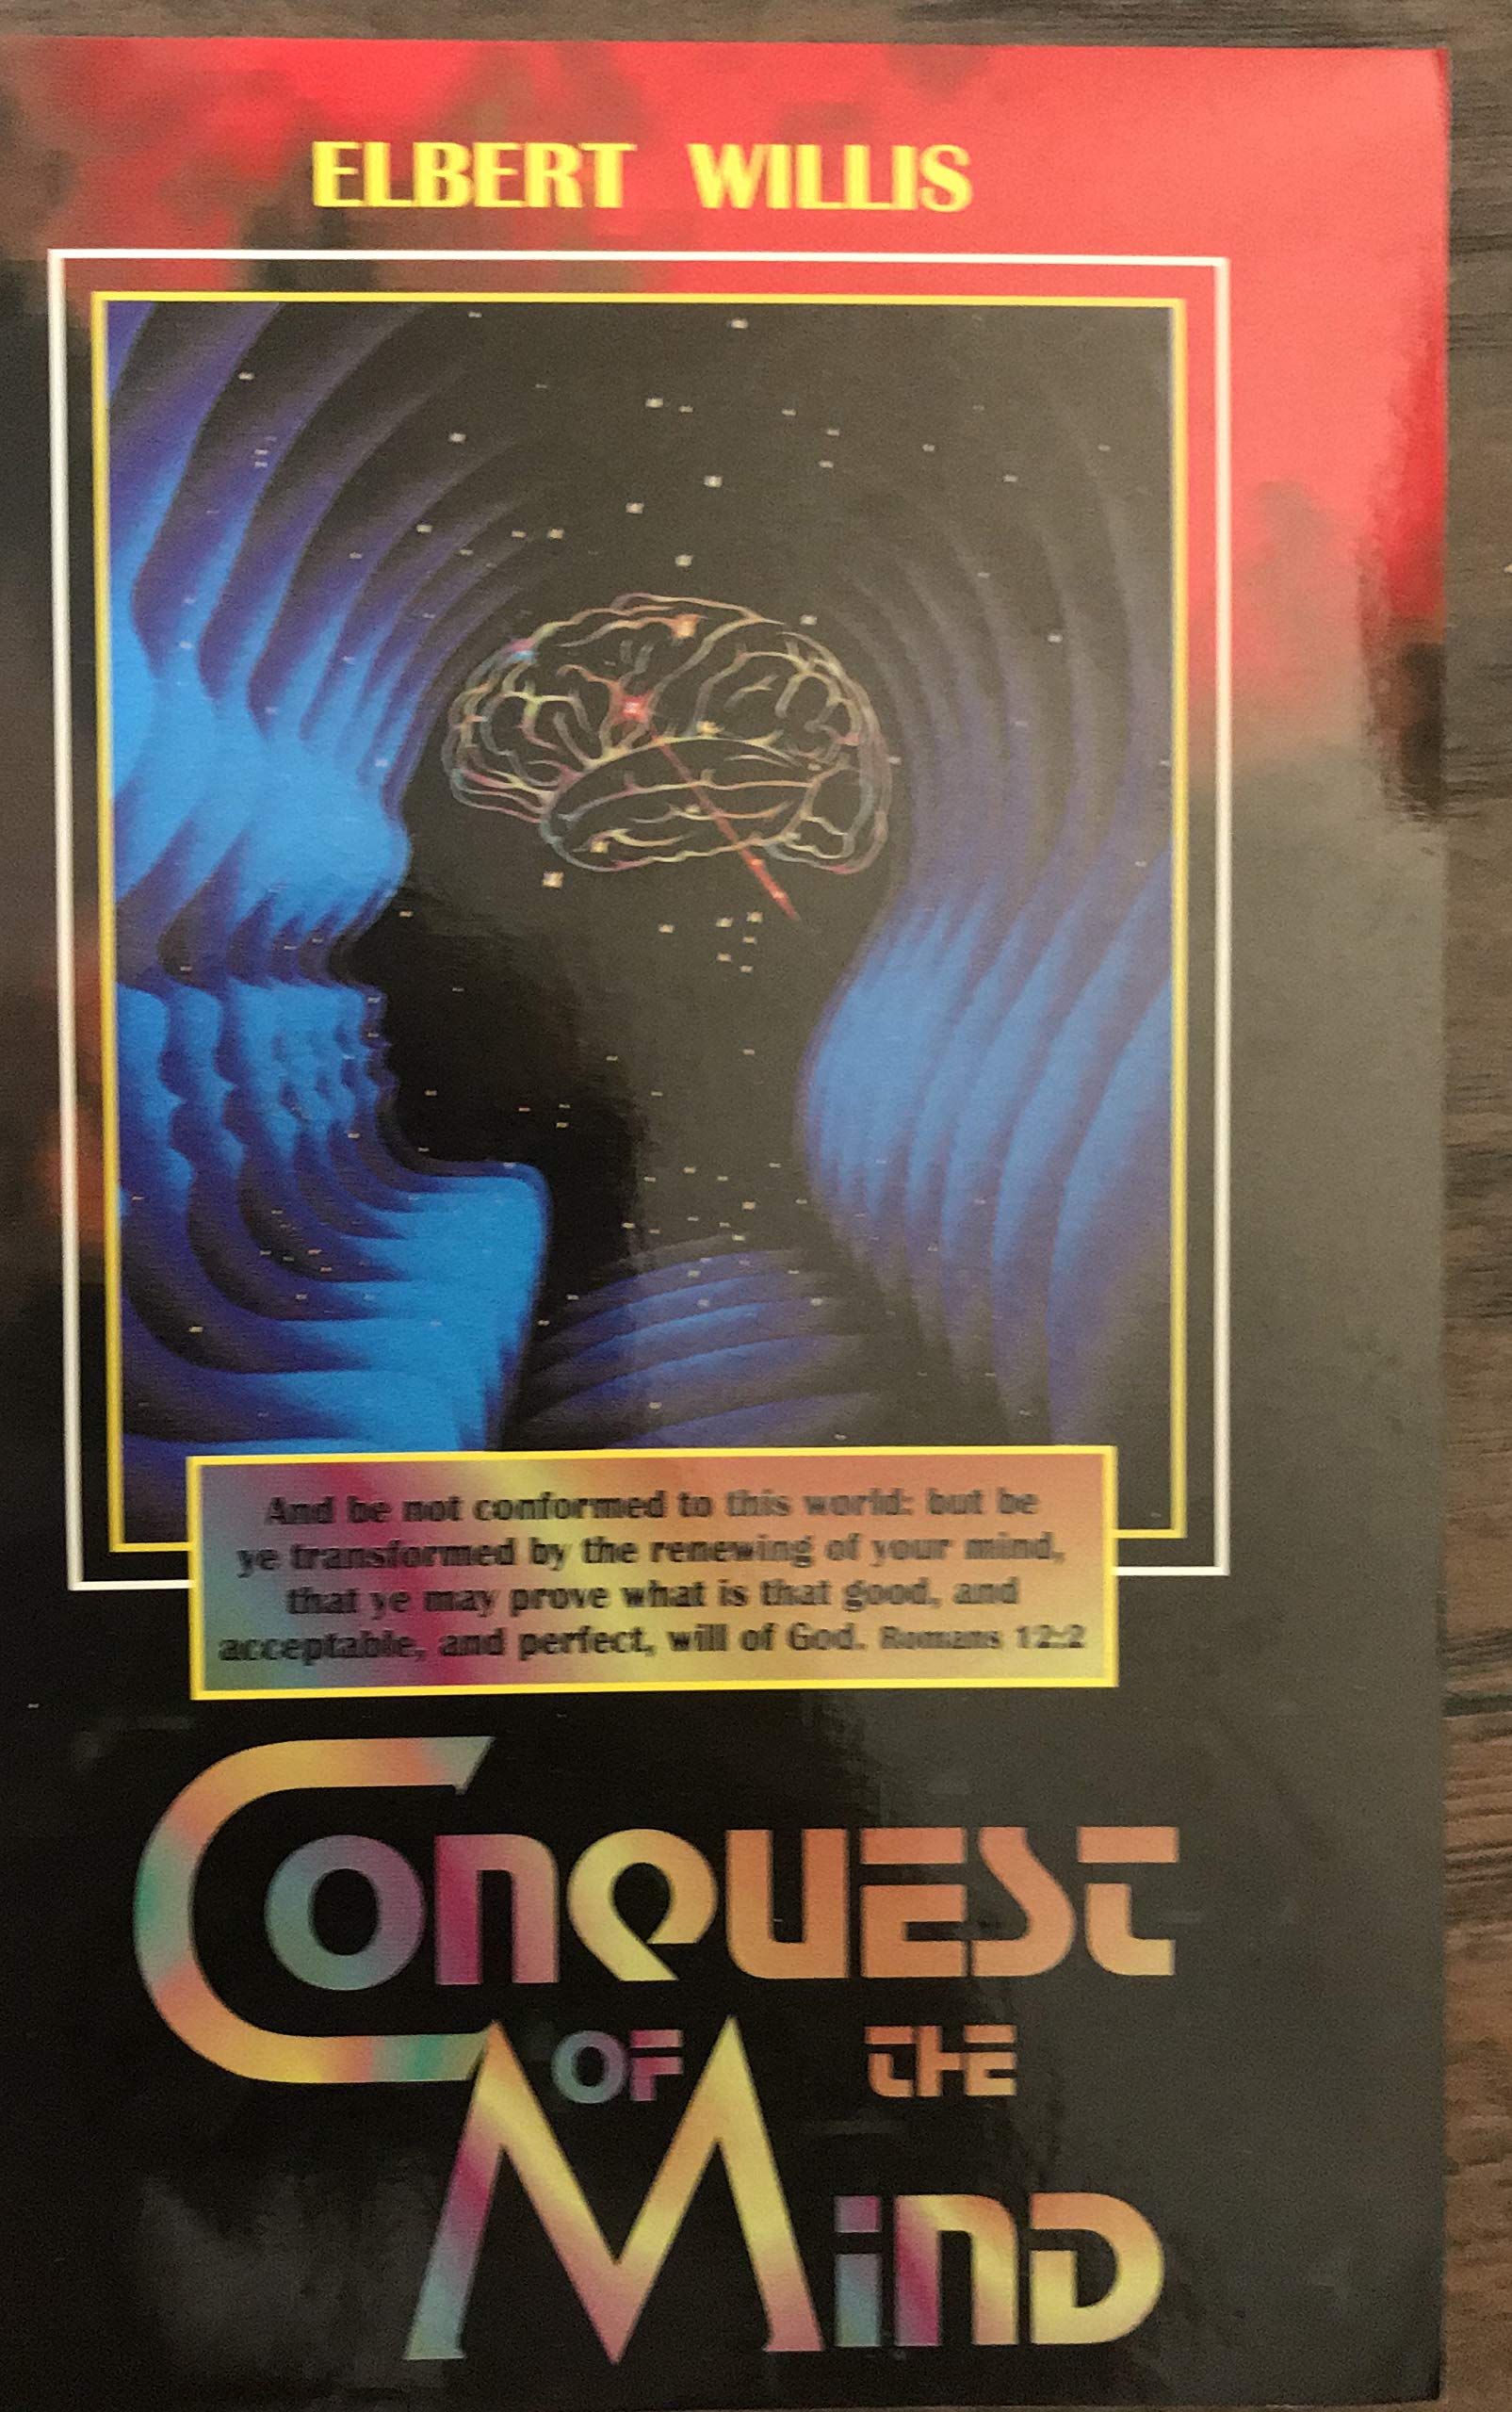 ELBERT WILLIS
And be not conformed to this world: but be
ye transformed by the renewing of your mind,
that ye may prove what is that good, and
acceptable, and perfect, will of God. Romans 12:2
CONQUEST
OF THE
MIND